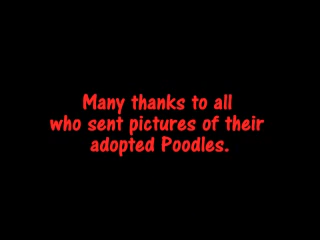 Many thanks to all
who sent pictures of their
adopted Poodles.